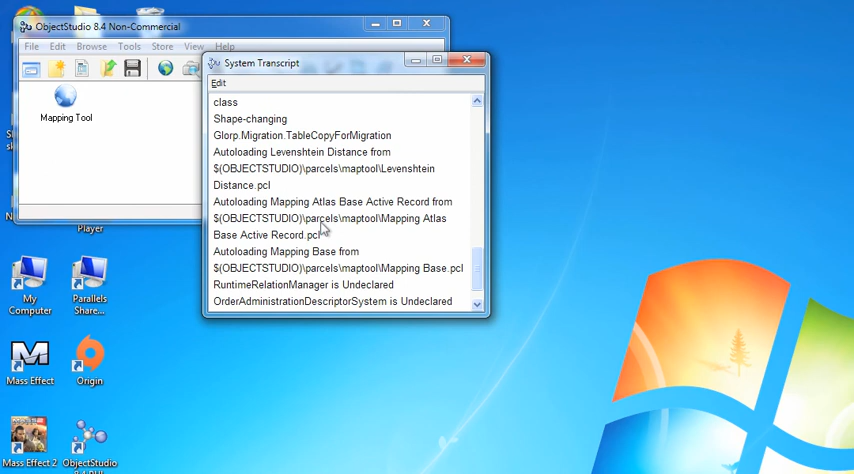 ObjectStudio 8.4 Non-Commercial
File Edit Browse Tools Store View Help
Mapping Tool
System Transcript
Edit
class
Shape-changing
Glorp.Migration.TableCopyForMigration
Autoloading Levenshtein Distance from
$(OBJECTSTUDIO)\parcels\maptool\Levenshtein
Distance.pcl
Autoloading Mapping Atlas Base Active Record from
$(OBJECTSTUDIO)\parcels\maptool\Mapping Atlas
Base Active Record.pcl
Autoloading Mapping Base from
$(OBJECTSTUDIO)\parcels\maptool\Mapping Base.pcl
RuntimeRelationManager is Undeclared
OrderAdministrationDescriptorSystem is Undeclared
Player
My
Computer
Parallels
Share...
Mass Effect
Origin
Mass Effect 2
ObjectStudio